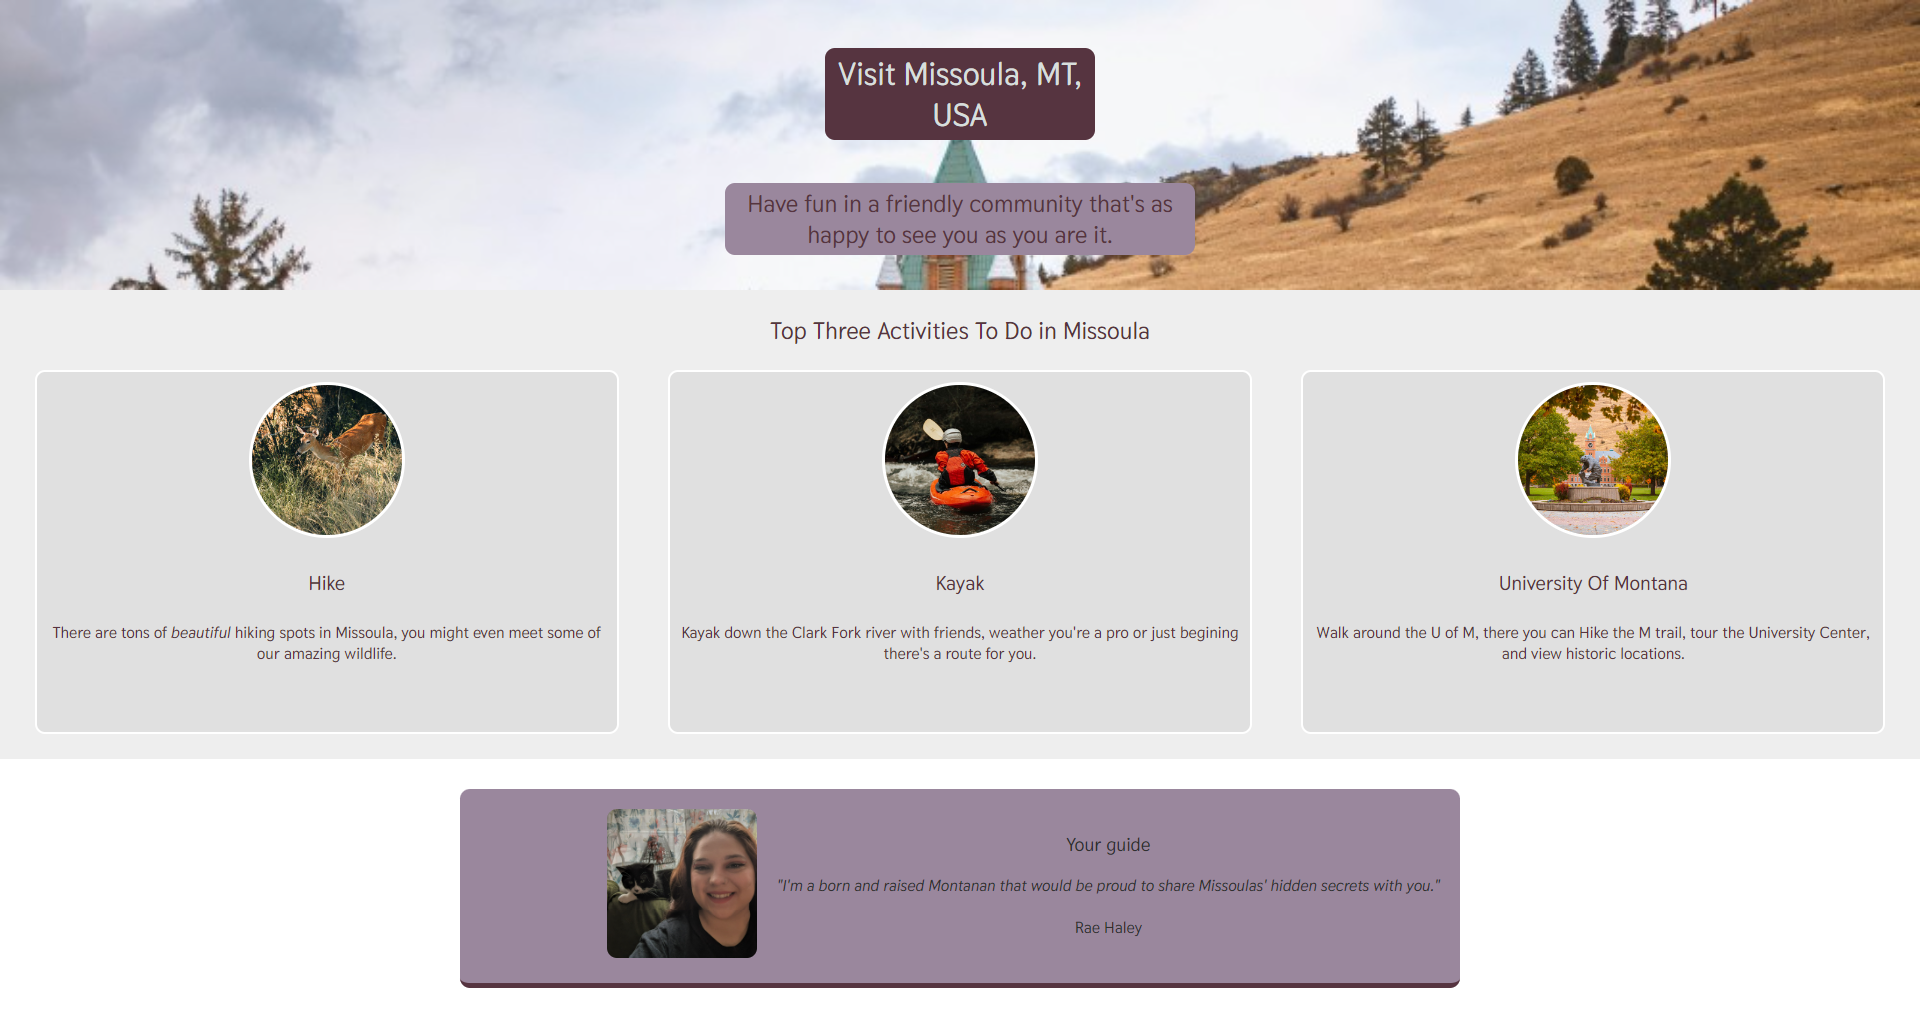 Visit Missoula, MT,
USA
Have fun in a friendly community that's as
happy to see you as you are it.
Top Three Activities To Do in Missoula
Hike
There are tons of beautiful hiking spots in Missoula, you might even meet some of
our amazing wildlife.
Kayak
Kayak down the Clark Fork river with friends, weather you're a pro or just begining
there's a route for you.
University Of Montana
Walk around the U of M, there you can Hike the M trail, tour the University Center,
and view historic locations.
Your guide
"I'm a born and raised Montanan that would be proud to share Missoulas' hidden secrets with you."
Rae Haley